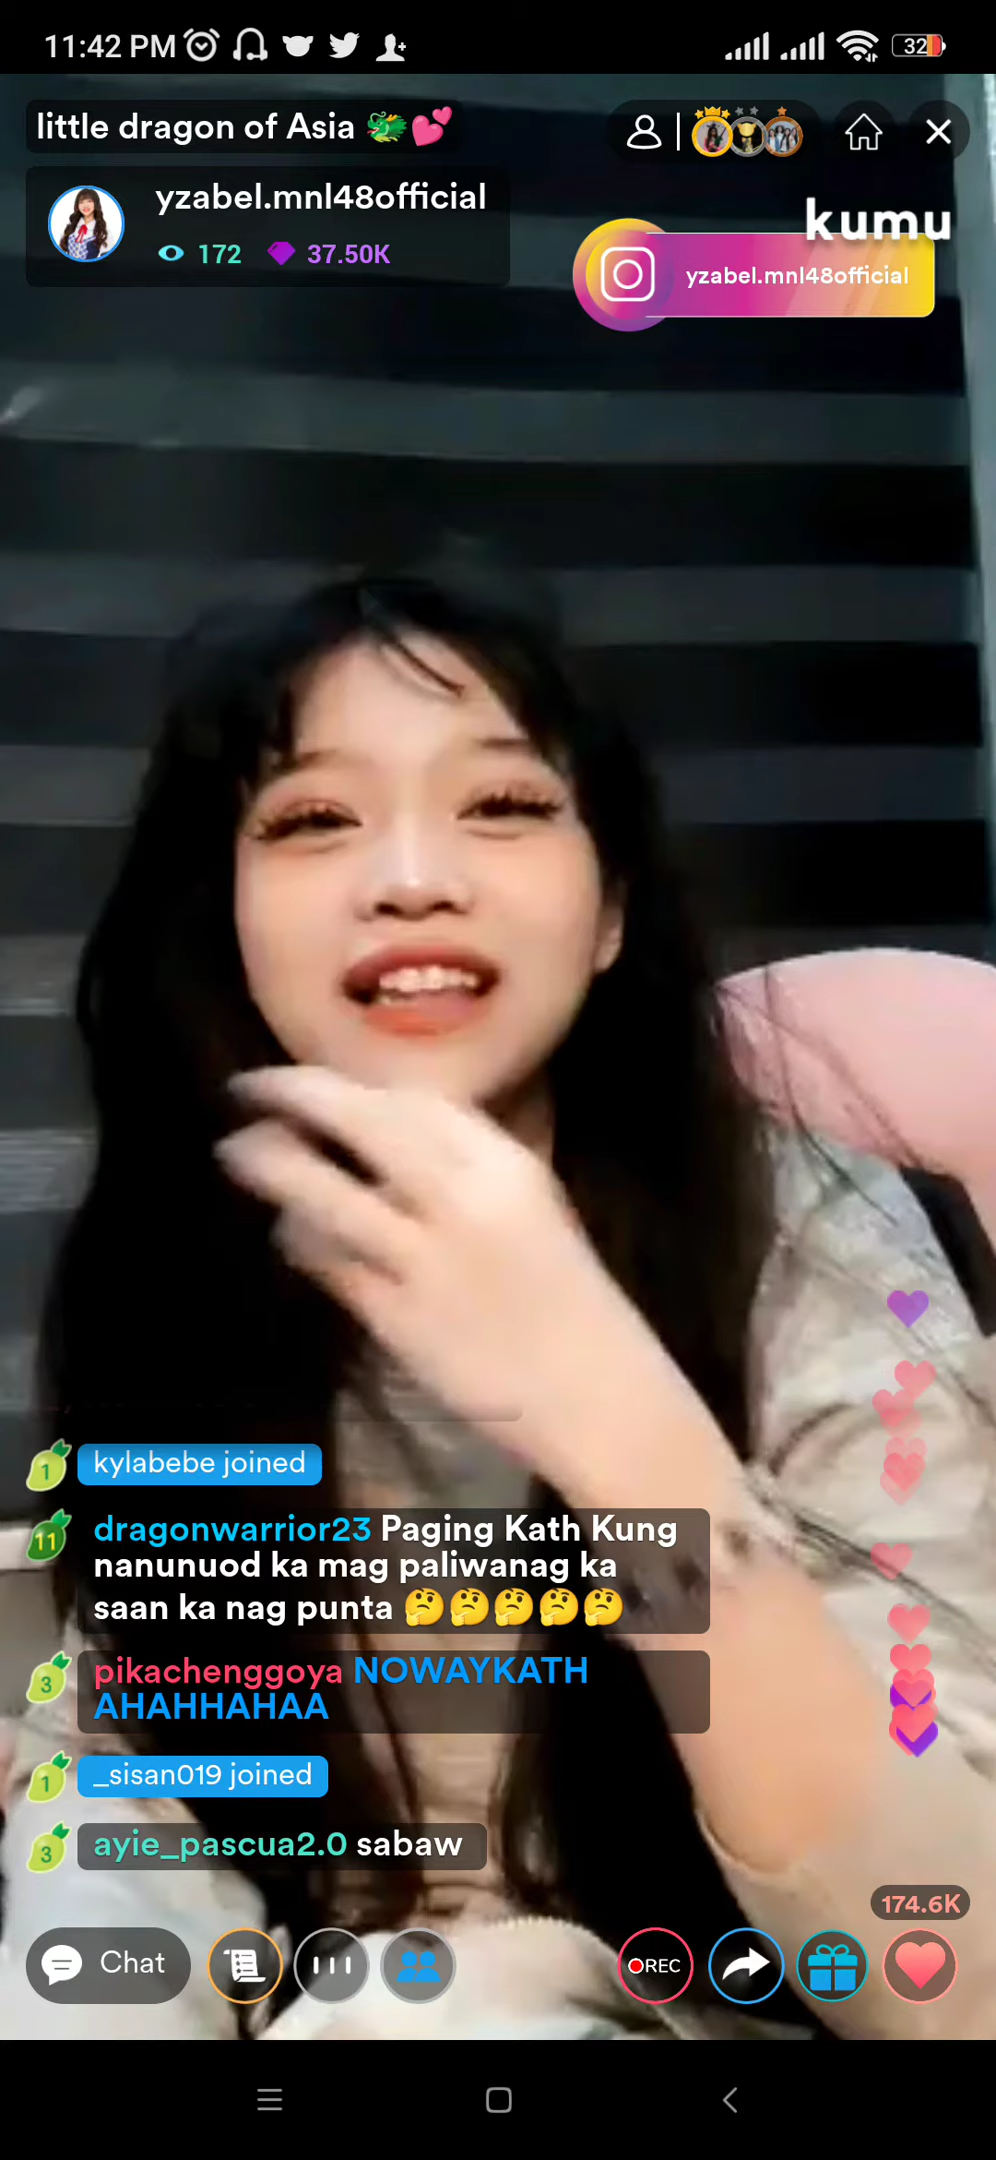 11:42 PM
32
little dragon of Asia 🐲💕
yzabel.mnl48official
172 37.50K
kumu
yzabel.mnl48official
1 kylabebe joined
11 dragonwarrior23 Paging Kath Kung
nanunuod ka mag paliwanag ka
saan ka nag punta 🤔🤔🤔🤔🤔
3 pikachenggoya NOWAYKATH
AHAHHAHAA
1 _sisan019 joined
3 ayie_pascua2.0 sabaw
174.6K
Chat
REC